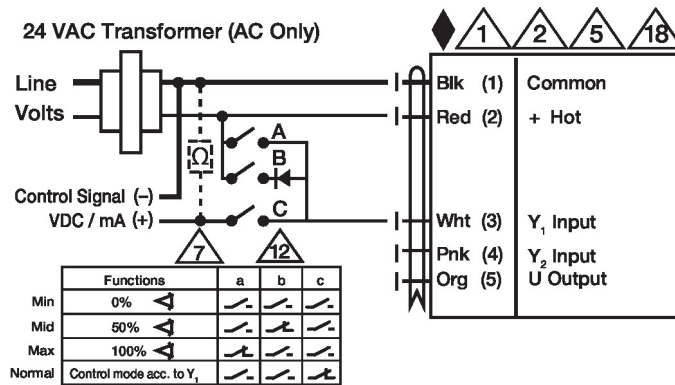 24 VAC Transformer (AC Only)
1 2 5 18
Line
Volts
Blk (1) Common
Red (2) + Hot
A
Ω
B
Control Signal (–)
VDC / mA (+)
C
Wht (3) Y₁ Input
7
12
Pnk (4) Y₂ Input
Org (5) U Output
Functions a b c
Min 0%
Mid 50%
Max 100%
Normal Control mode acc. to Y₁